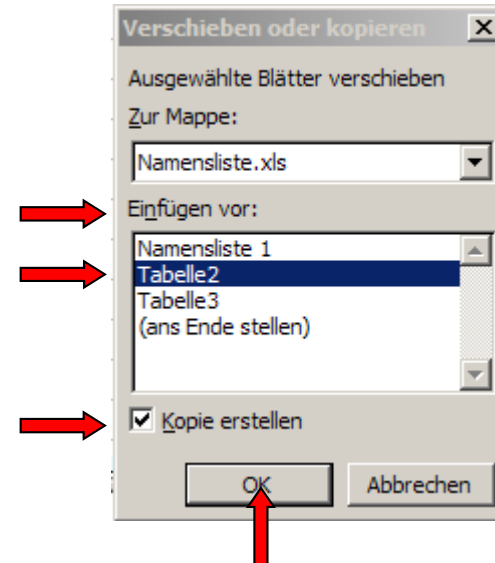 Verschieben oder kopieren
Ausgewählte Blätter verschieben
Zur Mappe:
Namensliste.xls
Einfügen vor:
Namensliste 1
Tabelle2
Tabelle3
(ans Ende stellen)
Kopie erstellen
OK
Abbrechen